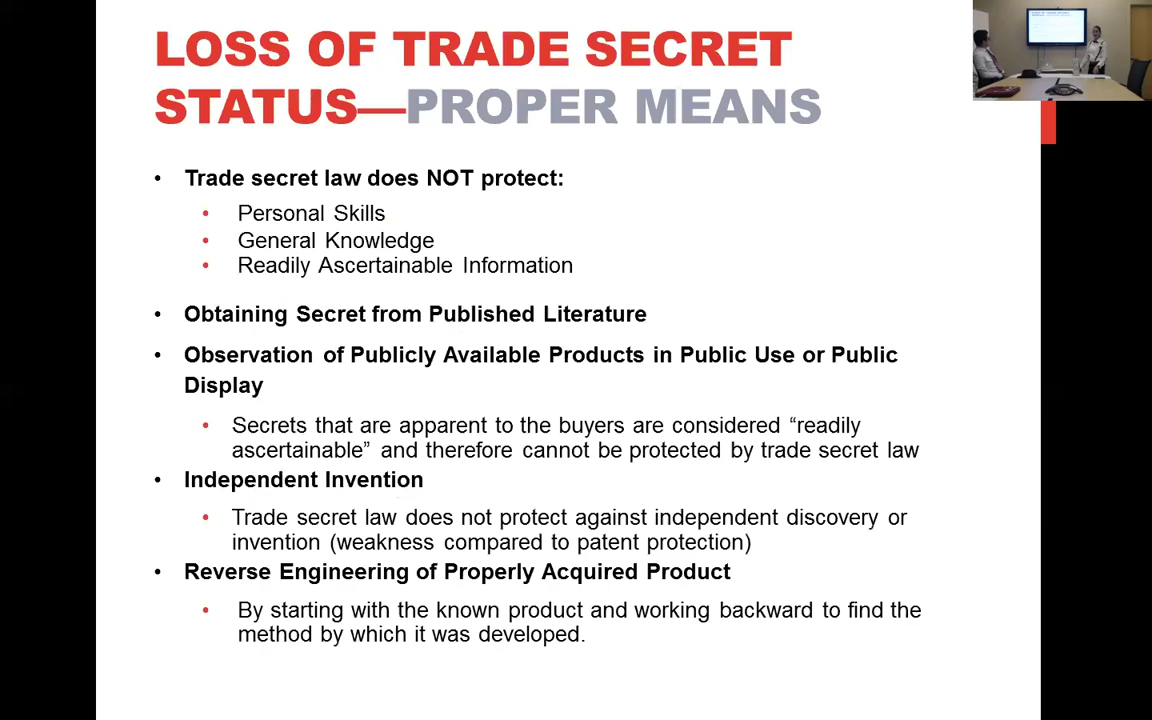 LOSS OF TRADE SECRET
STATUS—PROPER MEANS
• Trade secret law does NOT protect:
• Personal Skills
• General Knowledge
• Readily Ascertainable Information
• Obtaining Secret from Published Literature
• Observation of Publicly Available Products in Public Use or Public
Display
• Secrets that are apparent to the buyers are considered “readily
ascertainable” and therefore cannot be protected by trade secret law
• Independent Invention
• Trade secret law does not protect against independent discovery or
invention (weakness compared to patent protection)
• Reverse Engineering of Properly Acquired Product
• By starting with the known product and working backward to find the
method by which it was developed.